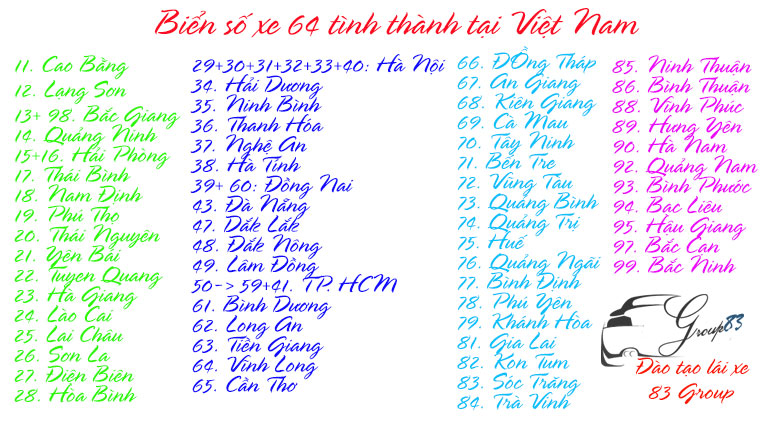 Biển số xe 64 tỉnh thành tại Việt Nam
11. Cao Bằng
12. Lạng Sơn
13+ 98. Bắc Giang
14. Quảng Ninh
15+16. Hải Phòng
17. Thái Bình
18. Nam Định
19. Phú Thọ
20. Thái Nguyên
21. Yên Bái
22. Tuyen Quang
23. Hà Giang
24. Lào Cai
25. Lai Châu
26. Sơn La
27. Điện Biên
28. Hòa Bình
29+30+31+32+33+40: Hà Nội
34. Hải Dương
35. Ninh Bình
36. Thanh Hóa
37. Nghệ An
38. Hà Tĩnh
39+ 60: Đồng Nai
43. Đà Nẵng
47. Dắk Lắk
48. Đắk Nông
49. Lâm Đồng
50-> 59+41. TP. HCM
61. Bình Dương
62. Long An
63. Tiền Giang
64. Vĩnh Long
65. Cần Thơ
66. ĐỒng Tháp
67. An Giang
68. Kiên Giang
69. Cà Mau
70. Tây Ninh
71. Bến Tre
72. Vũng Tàu
73. Quảng Bình
74. Quảng Trị
75. Huế
76. Quảng Ngãi
77. Bình Định
78. Phú Yên
79. Khánh Hòa
81. Gia Lai
82. Kon Tum
83. Sóc Trăng
84. Trà Vinh
85. Ninh Thuận
86. Bình Thuận
88. Vĩnh Phúc
89. Hưng Yên
90. Hà Nam
92. Quảng Nam
93. Bình Phước
94. Bạc Liêu
95. Hậu Giang
97. Bắc Cạn
99. Bắc Ninh
Group83
Đào tạo lái xe
83 Group